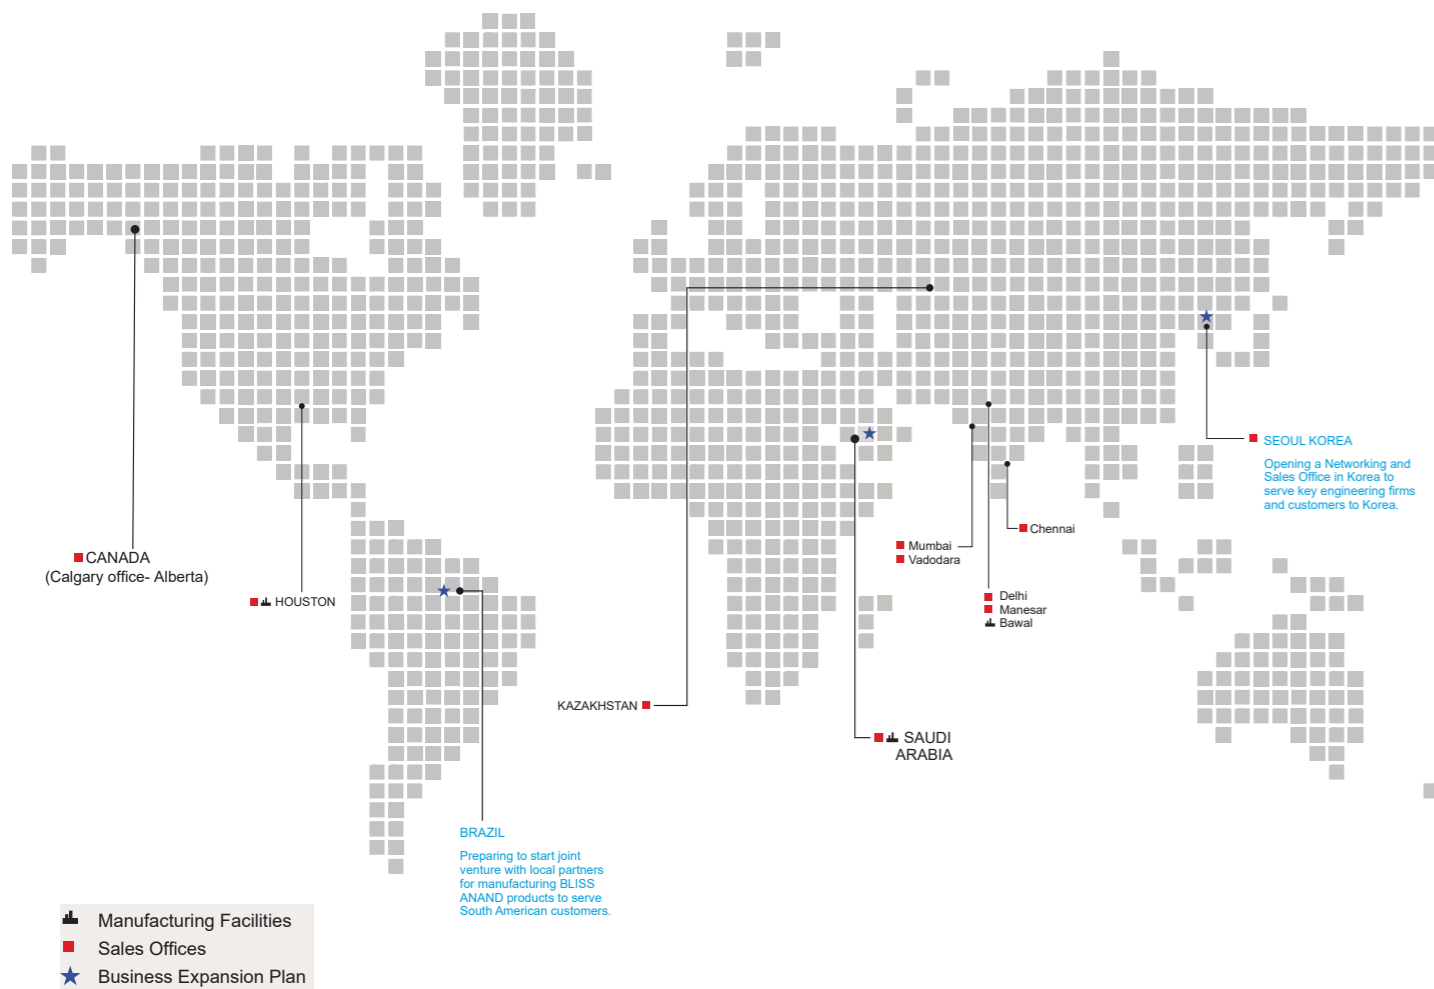 SEOUL KOREA
Opening a Networking and
Sales Office in Korea to
serve key engineering firms
and customers to Korea.
Chennai
Mumbai
Vadodara
CANADA
(Calgary office- Alberta)
HOUSTON
Delhi
Manesar
Bawal
KAZAKHSTAN
SAUDI
ARABIA
BRAZIL
Preparing to start joint
venture with local partners
for manufacturing BLISS
ANAND products to serve
South American customers.
Manufacturing Facilities
Sales Offices
Business Expansion Plan